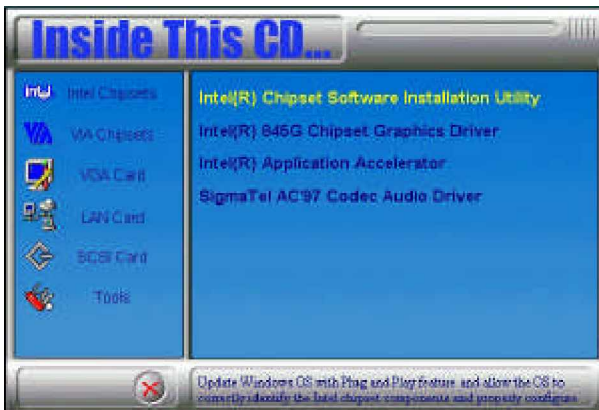 Inside This CD...
intel Intel Chipsets
VIA VIA Chipsets
VGA Card
LAN Card
SCSI Card
Tools
Intel(R) Chipset Software Installation Utility
Intel(R) 845G Chipset Graphics Driver
Intel(R) Application Accelerator
SigmaTel AC'97 Codec Audio Driver
Update Windows OS with Plug and Play feature and allow the OS to
correctly identify the Intel chipset components and properly configure